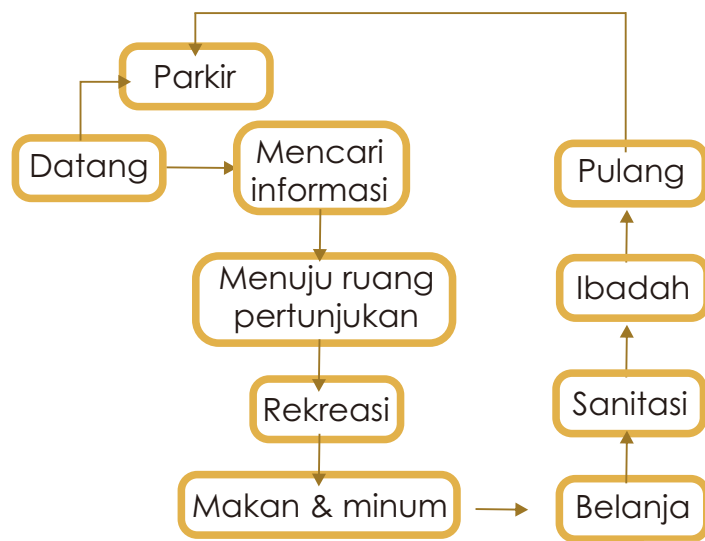 Parkir
Datang
Mencari
informasi
Menuju ruang
pertunjukan
Rekreasi
Makan & minum
Belanja
Sanitasi
Ibadah
Pulang